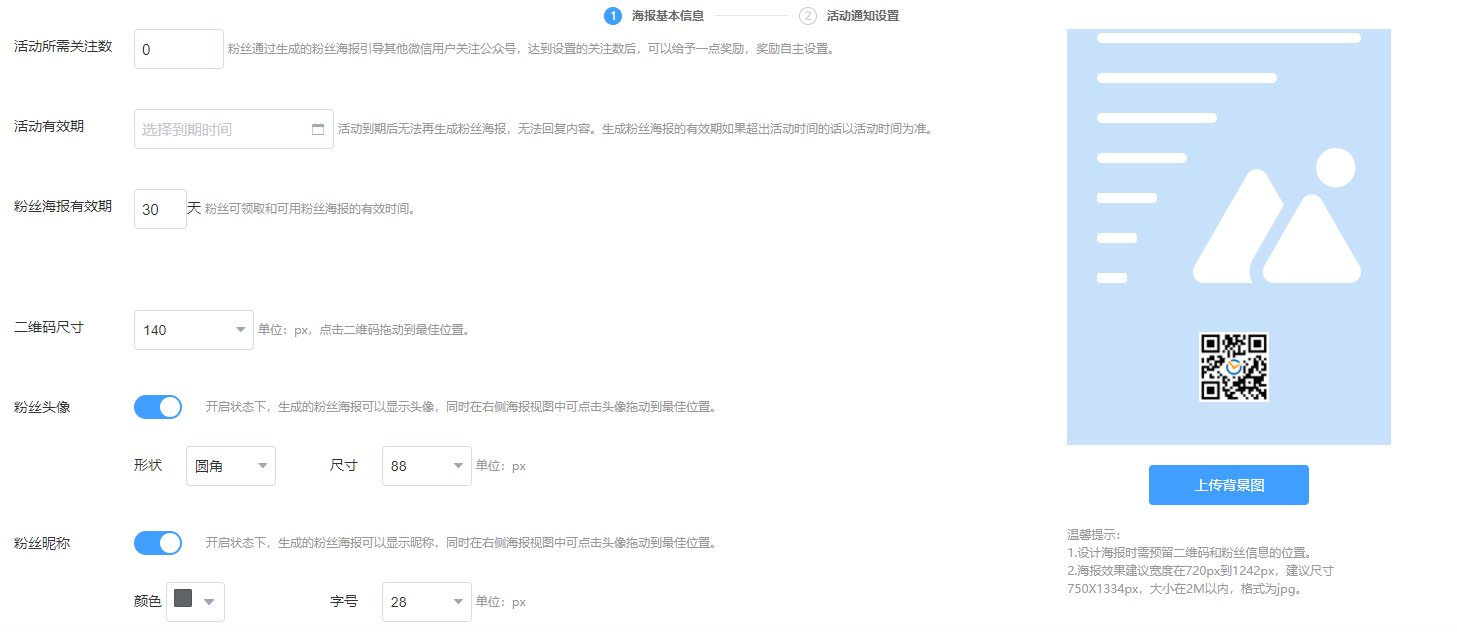 1 海报基本信息 2 活动通知设置
活动所需关注数 0 粉丝通过生成的粉丝海报引导其他微信用户关注公众号，达到设置的关注数后，可以给予一点奖励，奖励自主设置。
活动有效期 选择到期时间 活动到期后无法再生成粉丝海报，无法回复内容。生成粉丝海报的有效期如果超出活动时间的话以活动时间为准。
粉丝海报有效期 30 天 粉丝可领取和可用粉丝海报的有效时间。
二维码尺寸 140 单位：px，点击二维码拖动到最佳位置。
粉丝头像 开启状态下，生成的粉丝海报可以显示头像，同时在右侧海报视图中可点击头像拖动到最佳位置。
形状 圆角 尺寸 88 单位：px
粉丝昵称 开启状态下，生成的粉丝海报可以显示昵称，同时在右侧海报视图中可点击头像拖动到最佳位置。
颜色 字号 28 单位：px
上传背景图
温馨提示：
1.设计海报时需预留二维码和粉丝信息的位置。
2.海报效果建议宽度在720px到1242px，建议尺寸
750X1334px，大小在2M以内，格式为jpg。